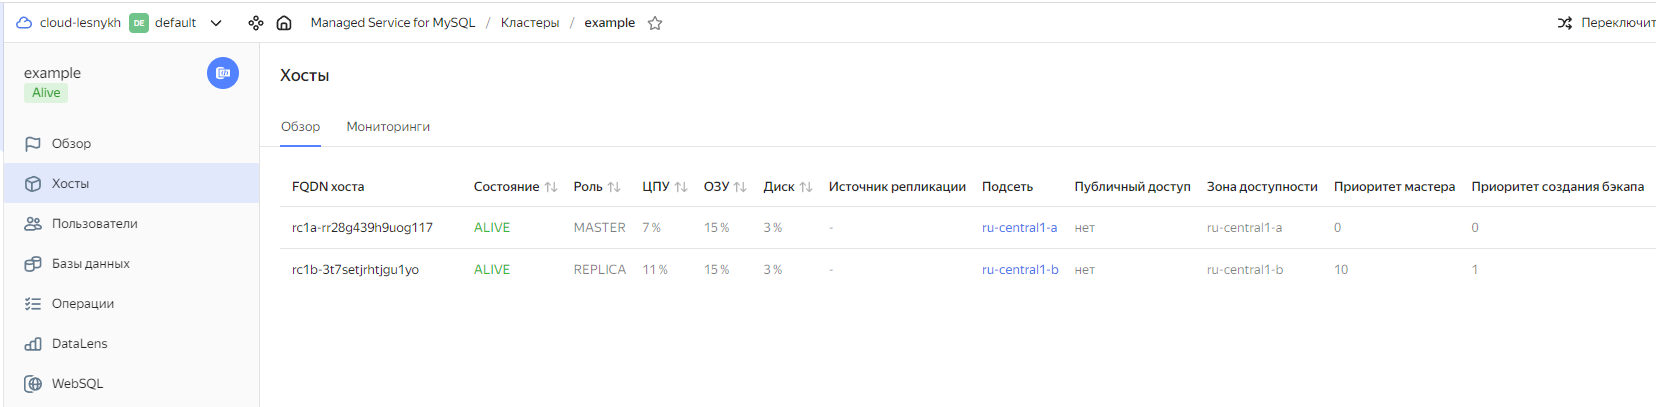 cloud-lesnykh DE default Managed Service for MySQL / Кластеры / example Переключит
example
Alive
Обзор
Хосты
Пользователи
Базы данных
Операции
DataLens
WebSQL
Хосты
Обзор Мониторинги
FQDN хоста Состояние Роль ЦПУ ОЗУ Диск Источник репликации Подсеть Публичный доступ Зона доступности Приоритет мастера Приоритет создания бэкапа
rc1a-rr28g439h9uog117 ALIVE MASTER 7 % 15 % 3 % - ru-central1-a нет ru-central1-a 0 0
rc1b-3t7setjrhtjgu1yo ALIVE REPLICA 11 % 15 % 3 % - ru-central1-b нет ru-central1-b 10 1